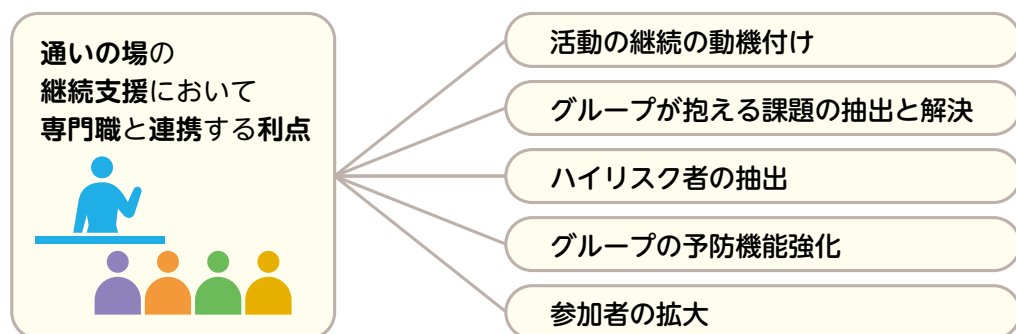 通いの場の
継続支援において
専門職と連携する利点
活動の継続の動機付け
グループが抱える課題の抽出と解決
ハイリスク者の抽出
グループの予防機能強化
参加者の拡大